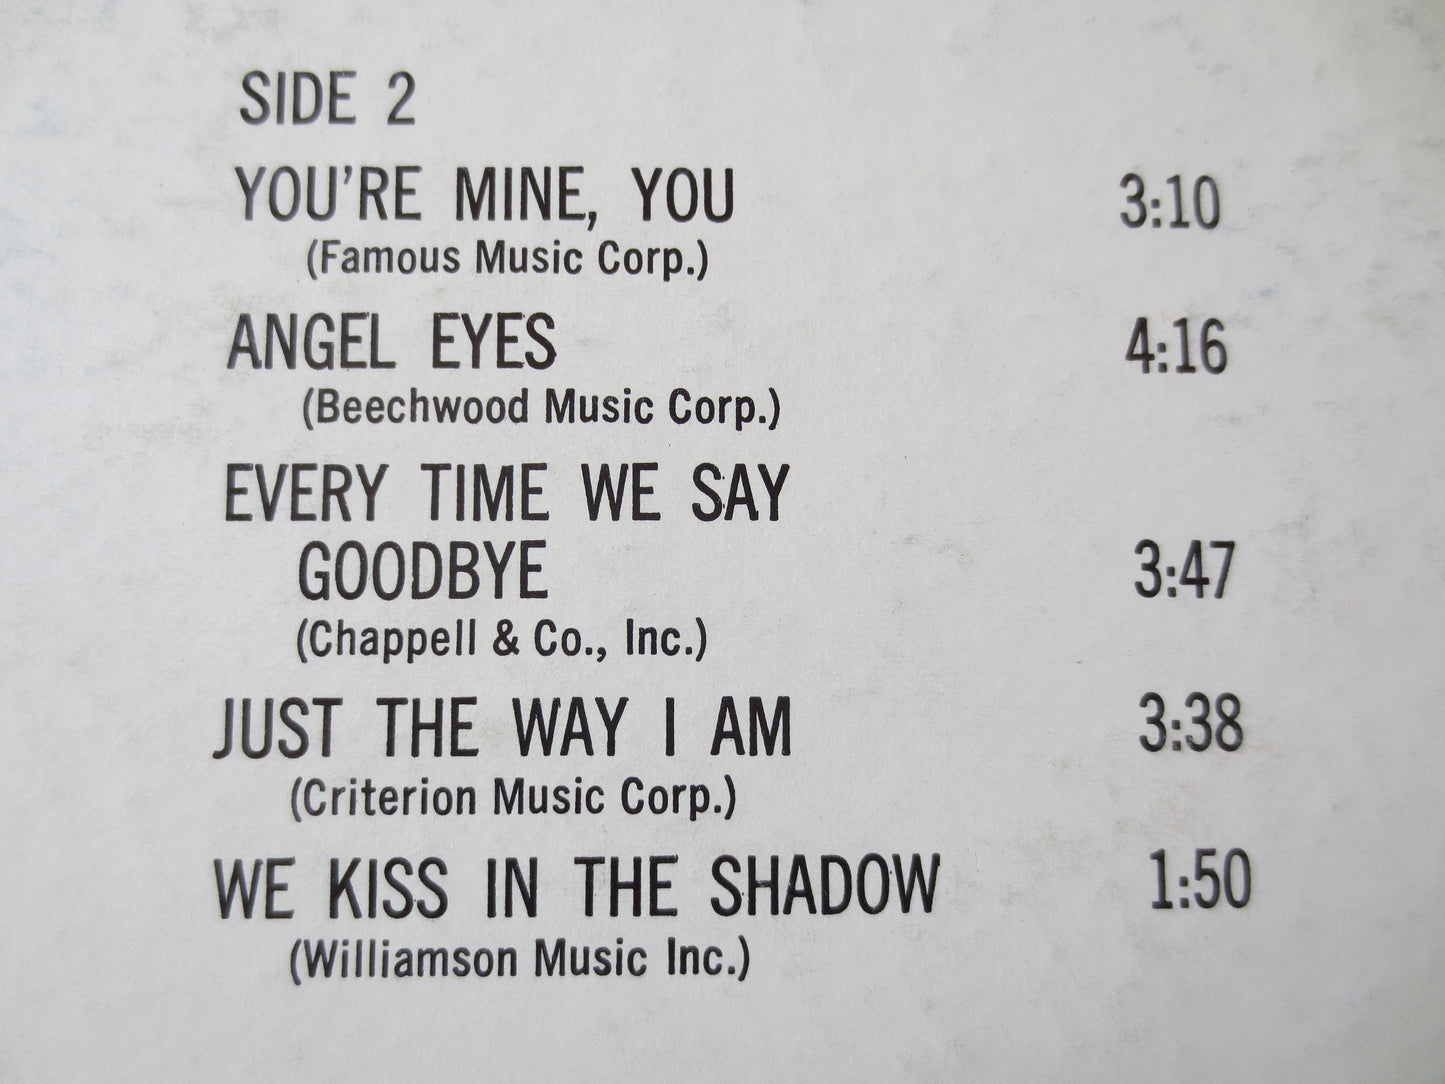 SIDE 2
YOU'RE MINE, YOU 3:10
(Famous Music Corp.)
ANGEL EYES 4:16
(Beechwood Music Corp.)
EVERY TIME WE SAY
GOODBYE 3:47
(Chappell & Co., Inc.)
JUST THE WAY I AM 3:38
(Criterion Music Corp.)
WE KISS IN THE SHADOW 1:50
(Williamson Music Inc.)